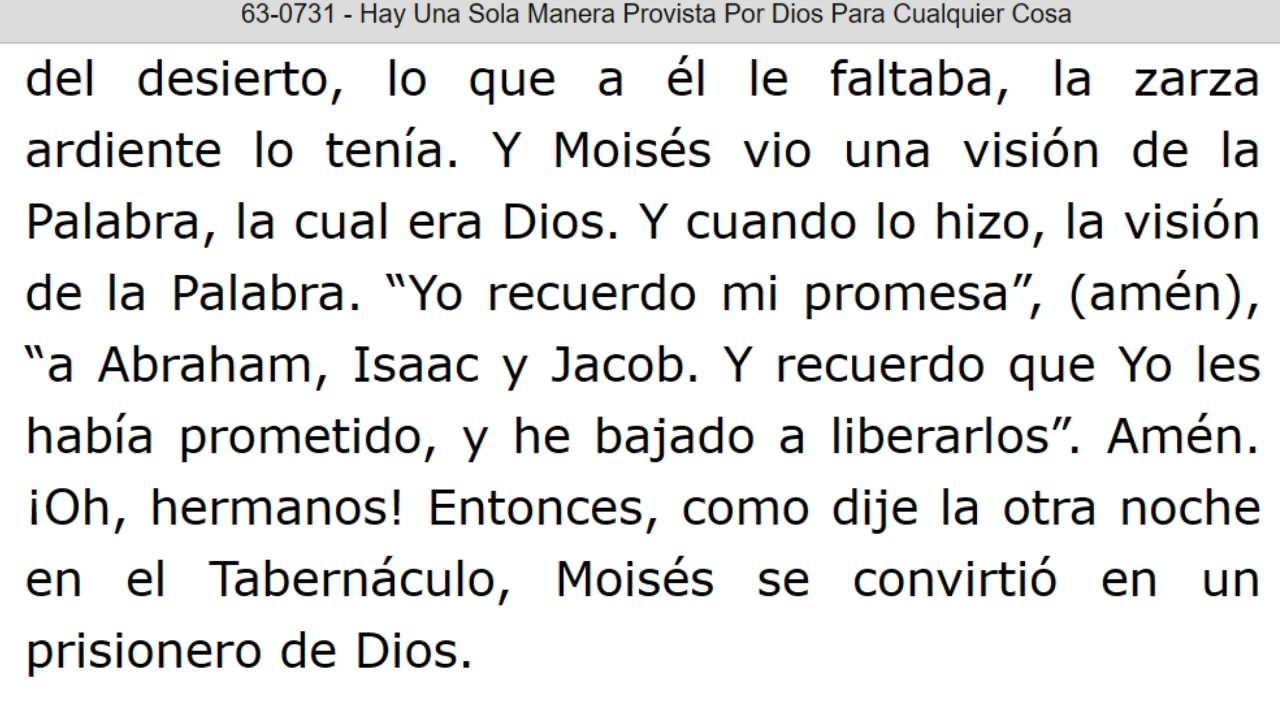 63-0731 - Hay Una Sola Manera Provista Por Dios Para Cualquier Cosa
del desierto, lo que a él le faltaba, la zarza
ardiente lo tenía. Y Moisés vio una visión de la
Palabra, la cual era Dios. Y cuando lo hizo, la visión
de la Palabra. “Yo recuerdo mi promesa”, (amén),
“a Abraham, Isaac y Jacob. Y recuerdo que Yo les
había prometido, y he bajado a liberarlos”. Amén.
¡Oh, hermanos! Entonces, como dije la otra noche
en el Tabernáculo, Moisés se convirtió en un
prisionero de Dios.